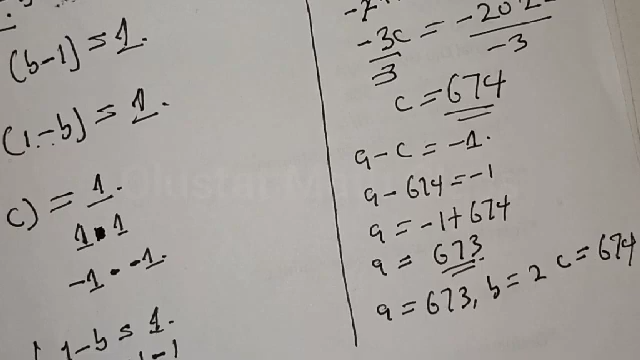 (b-1) = 1.
(1-b) = 1.
c) = 1.
1 • 1
-1 • -1.
1-b = 1.
-3c = -202
3 -3
c = 674
a - c = -1.
a - 674 = -1
a = -1 + 674
a = 673
a = 673, b = 2 c = 674